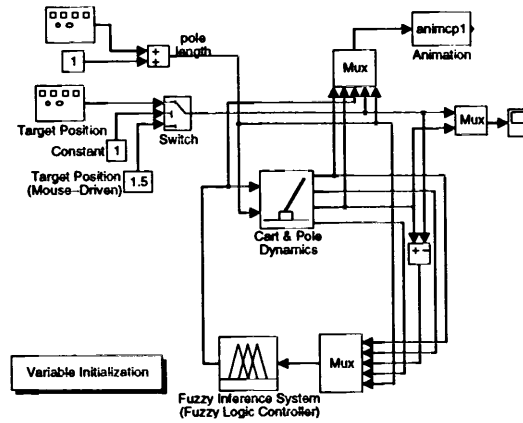 pole
length
1
+
+
animcp1
Animation
Mux
Target Position
Constant
1
Switch
Target Position
(Mouse-Driven)
1.5
Mux
Cart & Pole
Dynamics
+ -
Mux
Variable Initialization
Fuzzy Inference System
(Fuzzy Logic Controller)